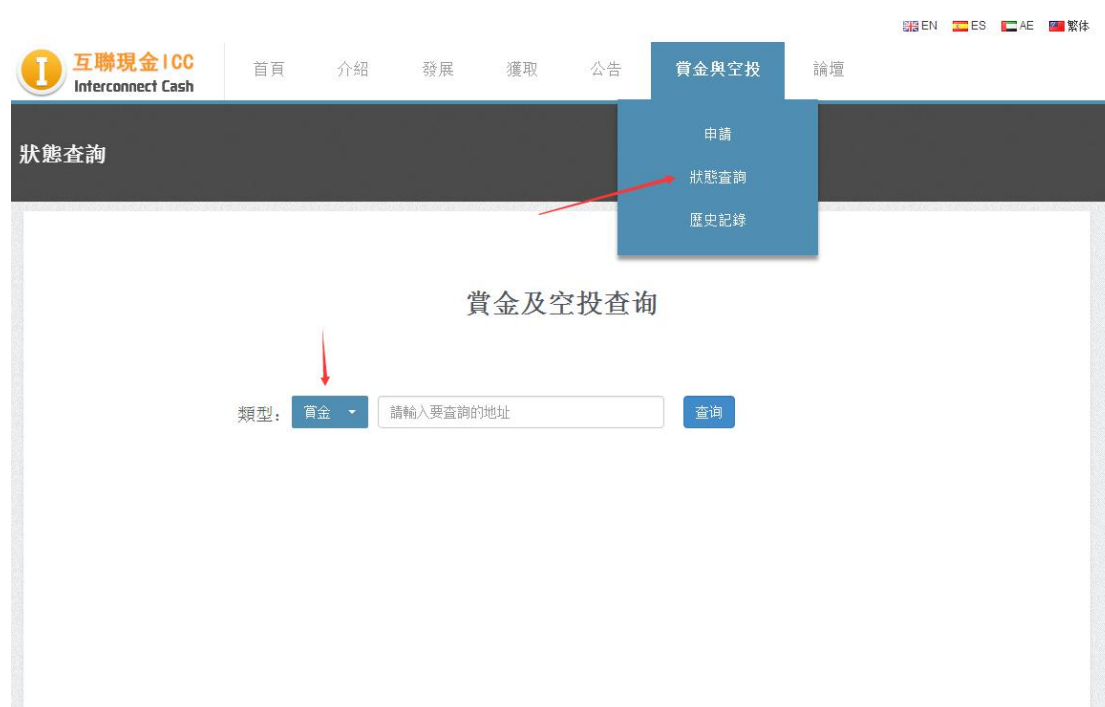 EN ES AE 繁体
互聯現金ICC
Interconnect Cash
首頁 介紹 發展 獲取 公告 賞金與空投 論壇
申請
狀態查詢
狀態查詢
歷史記錄
賞金及空投查询
類型: 賞金 請輸入要查詢的地址 查询